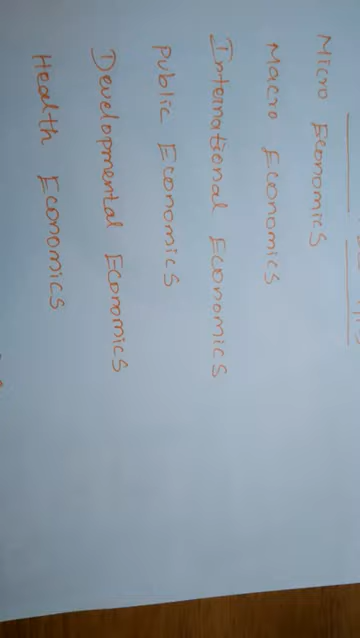 Micro Economics
Macro Economics
International Economics
Public Economics
Developmental Economics
Health Economics